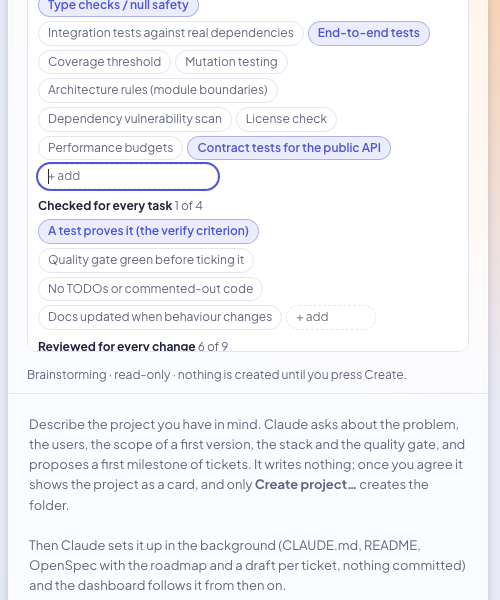 Type checks / null safety
Integration tests against real dependencies End-to-end tests
Coverage threshold Mutation testing
Architecture rules (module boundaries)
Dependency vulnerability scan License check
Performance budgets Contract tests for the public API
+ add
Checked for every task 1 of 4
A test proves it (the verify criterion)
Quality gate green before ticking it
No TODOs or commented-out code
Docs updated when behaviour changes + add
Reviewed for every change 6 of 9
Brainstorming · read-only · nothing is created until you press Create.
Describe the project you have in mind. Claude asks about the problem,
the users, the scope of a first version, the stack and the quality gate, and
proposes a first milestone of tickets. It writes nothing; once you agree it
shows the project as a card, and only Create project… creates the
folder.
Then Claude sets it up in the background (CLAUDE.md, README,
OpenSpec with the roadmap and a draft per ticket, nothing committed)
and the dashboard follows it from then on.